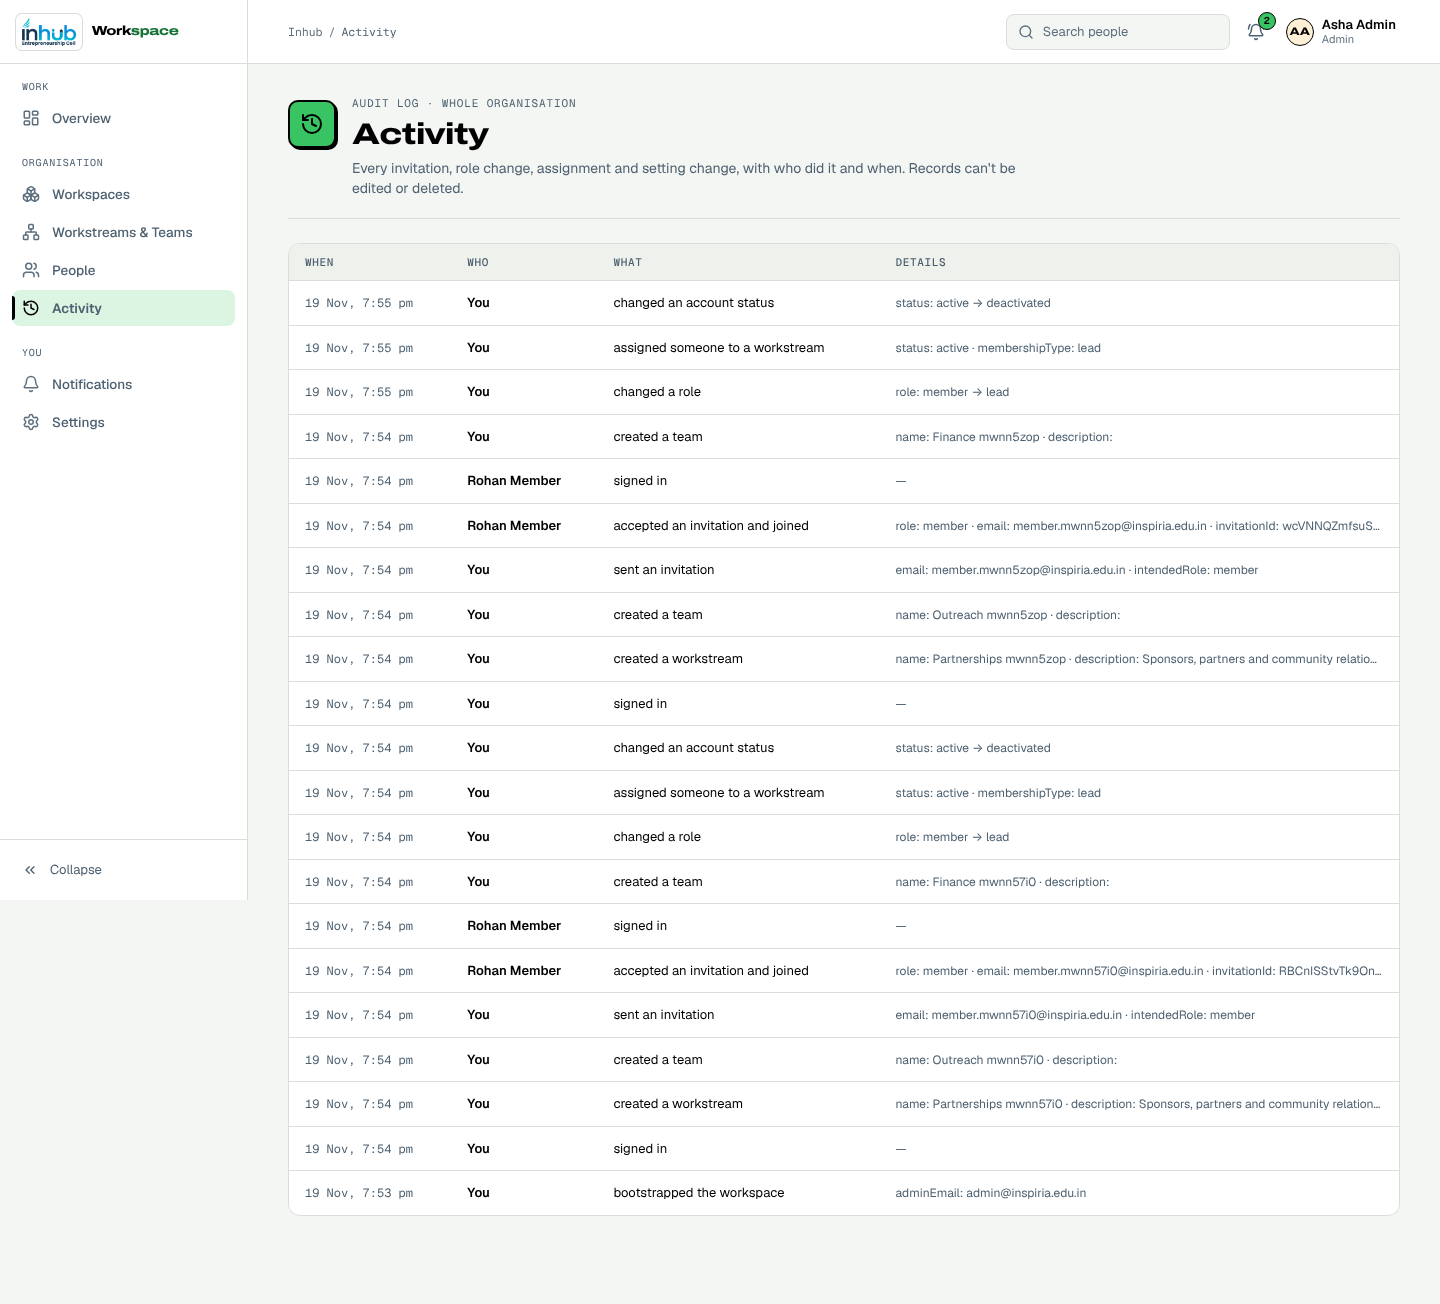 inhub
Entrepreneurship Cell
Workspace
Inhub / Activity
Search people
2
AA
Asha Admin
Admin
WORK
Overview
ORGANISATION
Workspaces
Workstreams & Teams
People
Activity
YOU
Notifications
Settings
Collapse
AUDIT LOG · WHOLE ORGANISATION
Activity
Every invitation, role change, assignment and setting change, with who did it and when. Records can't be
edited or deleted.
WHEN WHO WHAT DETAILS
19 Nov, 7:55 pm You changed an account status status: active → deactivated
19 Nov, 7:55 pm You assigned someone to a workstream status: active · membershipType: lead
19 Nov, 7:55 pm You changed a role role: member → lead
19 Nov, 7:54 pm You created a team name: Finance mwnn5zop · description:
19 Nov, 7:54 pm Rohan Member signed in —
19 Nov, 7:54 pm Rohan Member accepted an invitation and joined role: member · email: member.mwnn5zop@inspiria.edu.in · invitationId: wcVNNQZmfsuS…
19 Nov, 7:54 pm You sent an invitation email: member.mwnn5zop@inspiria.edu.in · intendedRole: member
19 Nov, 7:54 pm You created a team name: Outreach mwnn5zop · description:
19 Nov, 7:54 pm You created a workstream name: Partnerships mwnn5zop · description: Sponsors, partners and community relatio…
19 Nov, 7:54 pm You signed in —
19 Nov, 7:54 pm You changed an account status status: active → deactivated
19 Nov, 7:54 pm You assigned someone to a workstream status: active · membershipType: lead
19 Nov, 7:54 pm You changed a role role: member → lead
19 Nov, 7:54 pm You created a team name: Finance mwnn57i0 · description:
19 Nov, 7:54 pm Rohan Member signed in —
19 Nov, 7:54 pm Rohan Member accepted an invitation and joined role: member · email: member.mwnn57i0@inspiria.edu.in · invitationId: RBCnISStvTk9On…
19 Nov, 7:54 pm You sent an invitation email: member.mwnn57i0@inspiria.edu.in · intendedRole: member
19 Nov, 7:54 pm You created a team name: Outreach mwnn57i0 · description:
19 Nov, 7:54 pm You created a workstream name: Partnerships mwnn57i0 · description: Sponsors, partners and community relation…
19 Nov, 7:54 pm You signed in —
19 Nov, 7:53 pm You bootstrapped the workspace adminEmail: admin@inspiria.edu.in